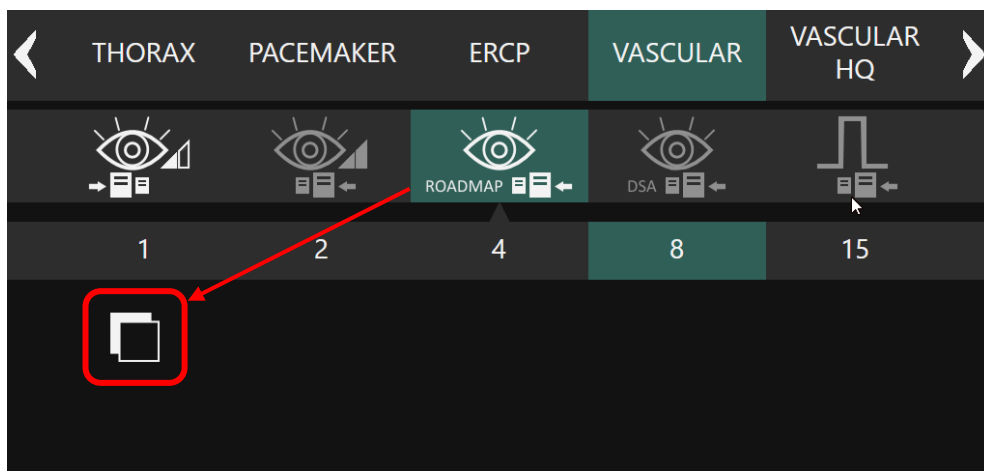 THORAX
PACEMAKER
ERCP
VASCULAR
VASCULAR
HQ
ROADMAP
DSA
1
2
4
8
15